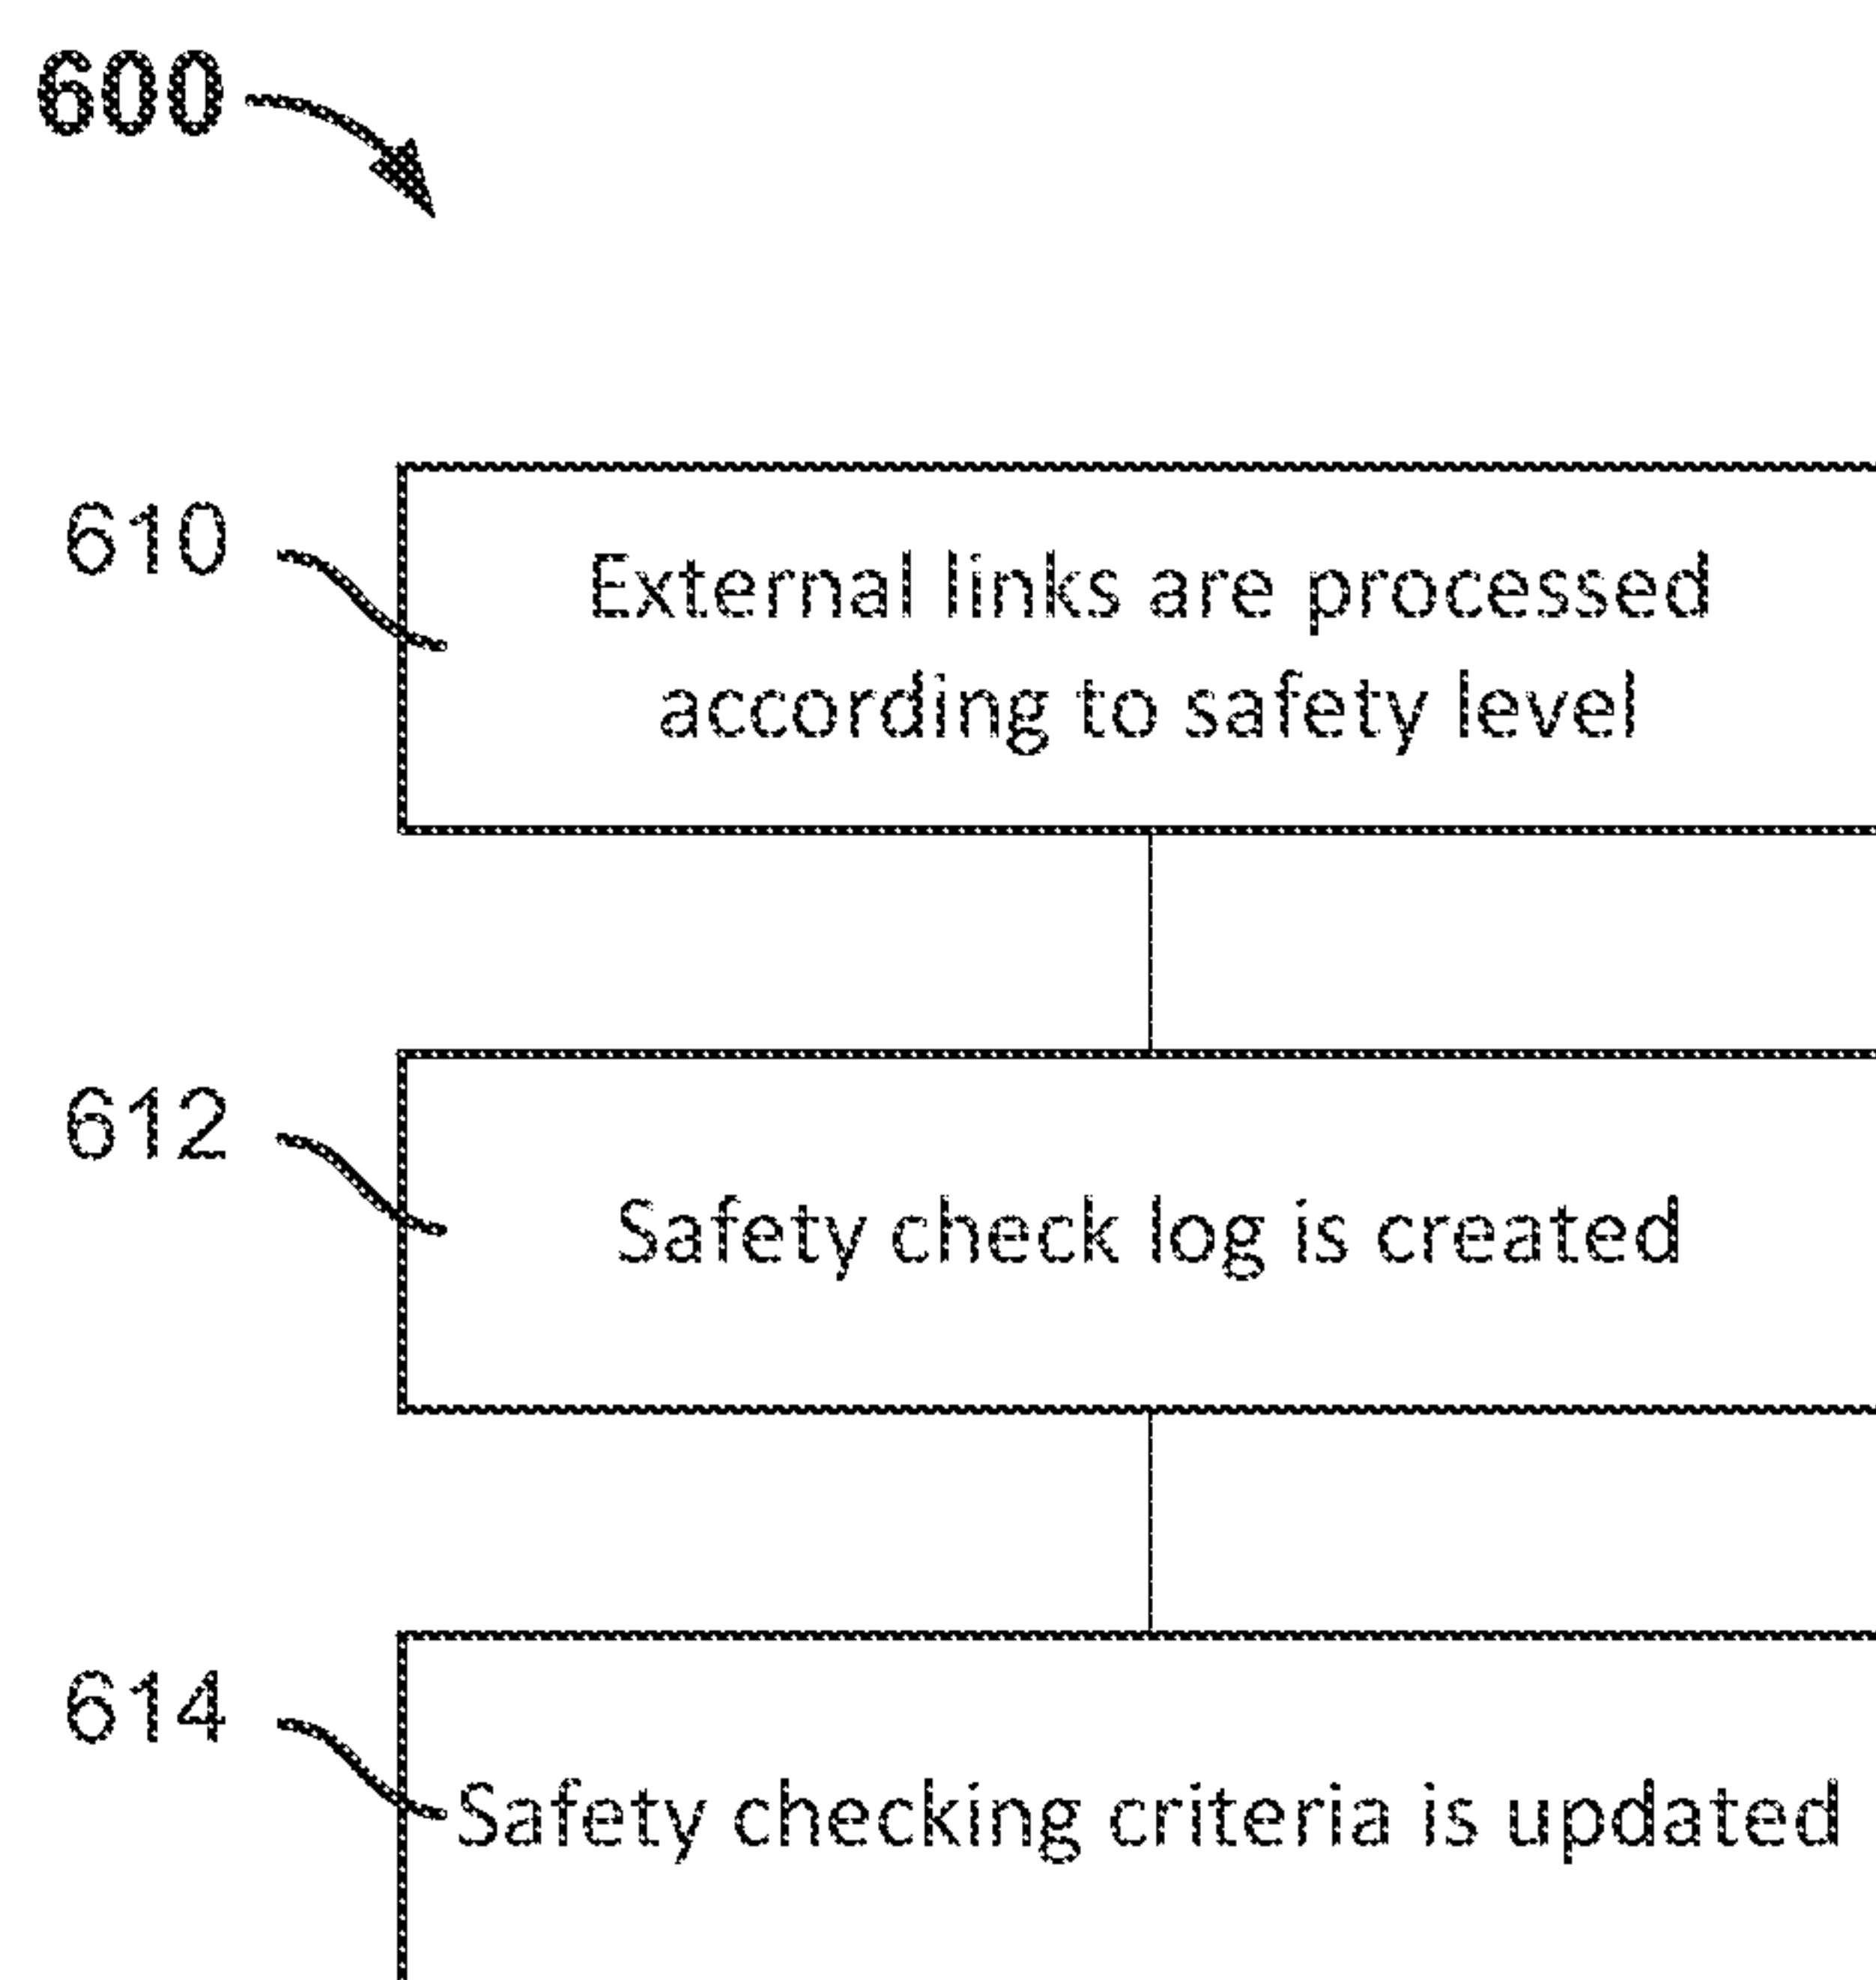 600
610
External links are processed
according to safety level
612
Safety check log is created
614
Safety checking criteria is updated